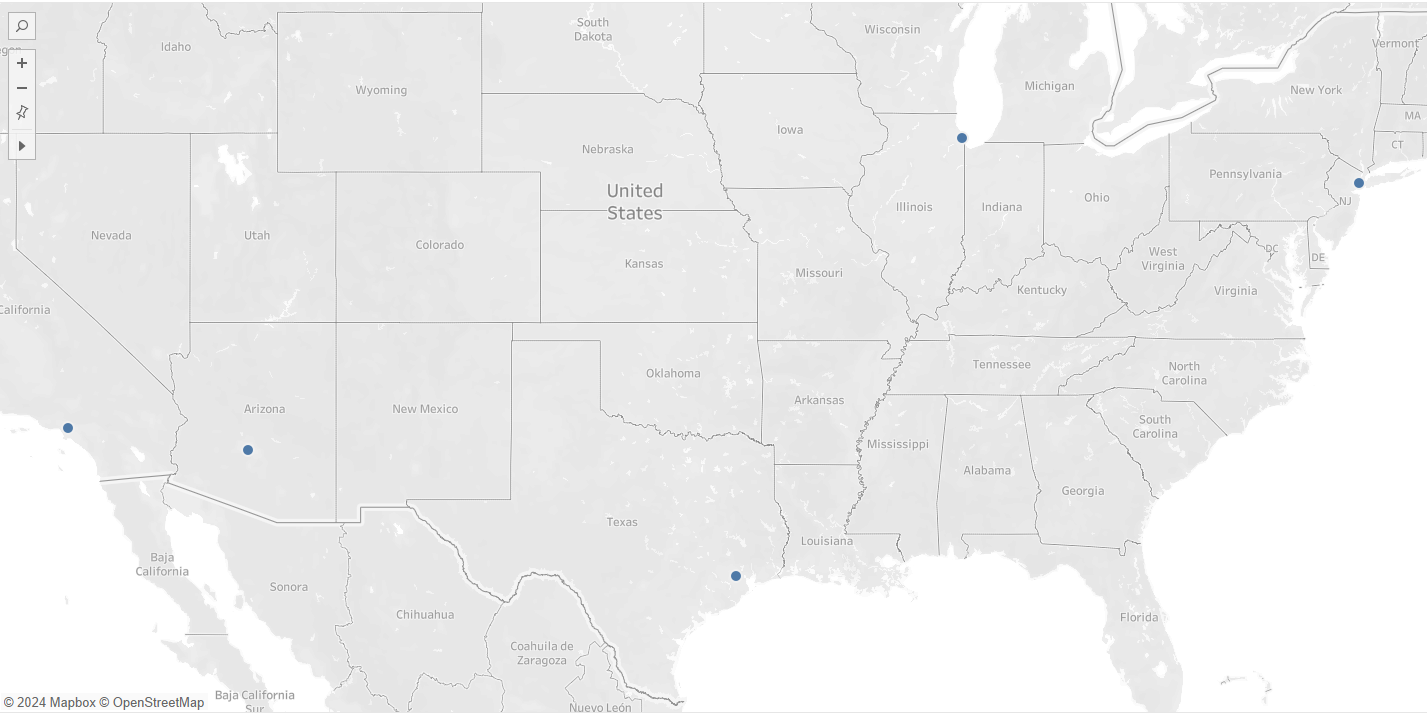 South
Dakota
Wisconsin
Idaho
Vermont
Wyoming
Michigan
New York
MA
Iowa
CT
Nebraska
Pennsylvania
United
States
Ohio
NJ
Illinois
Indiana
Nevada
Utah
Colorado
DC
West
Virginia
DE
Kansas
Missouri
Kentucky
Virginia
California
Tennessee
Oklahoma
North
Carolina
Arkansas
Arizona
New Mexico
South
Carolina
Mississippi
Alabama
Georgia
Texas
Louisiana
Baja
California
Sonora
Chihuahua
Florida
Coahuila de
Zaragoza
Baja California
Sur
© 2024 Mapbox © OpenStreetMap
Nuevo León